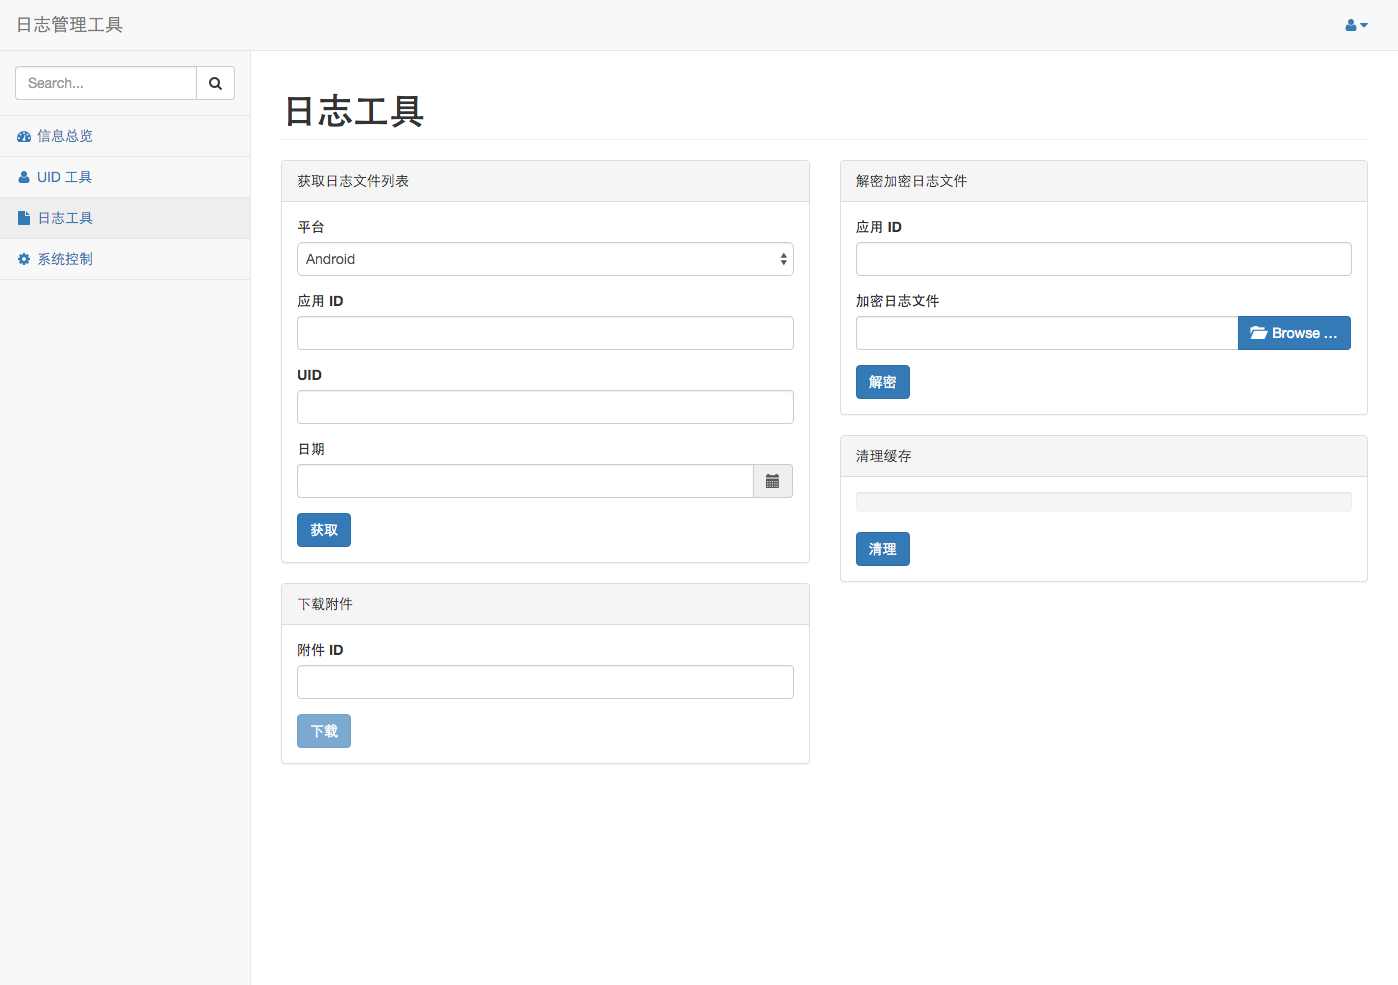 日志管理工具
Search...
信息总览
UID 工具
日志工具
系统控制
日志工具
获取日志文件列表
平台
Android
应用 ID
UID
日期
获取
下载附件
附件 ID
下载
解密加密日志文件
应用 ID
加密日志文件
Browse ...
解密
清理缓存
清理